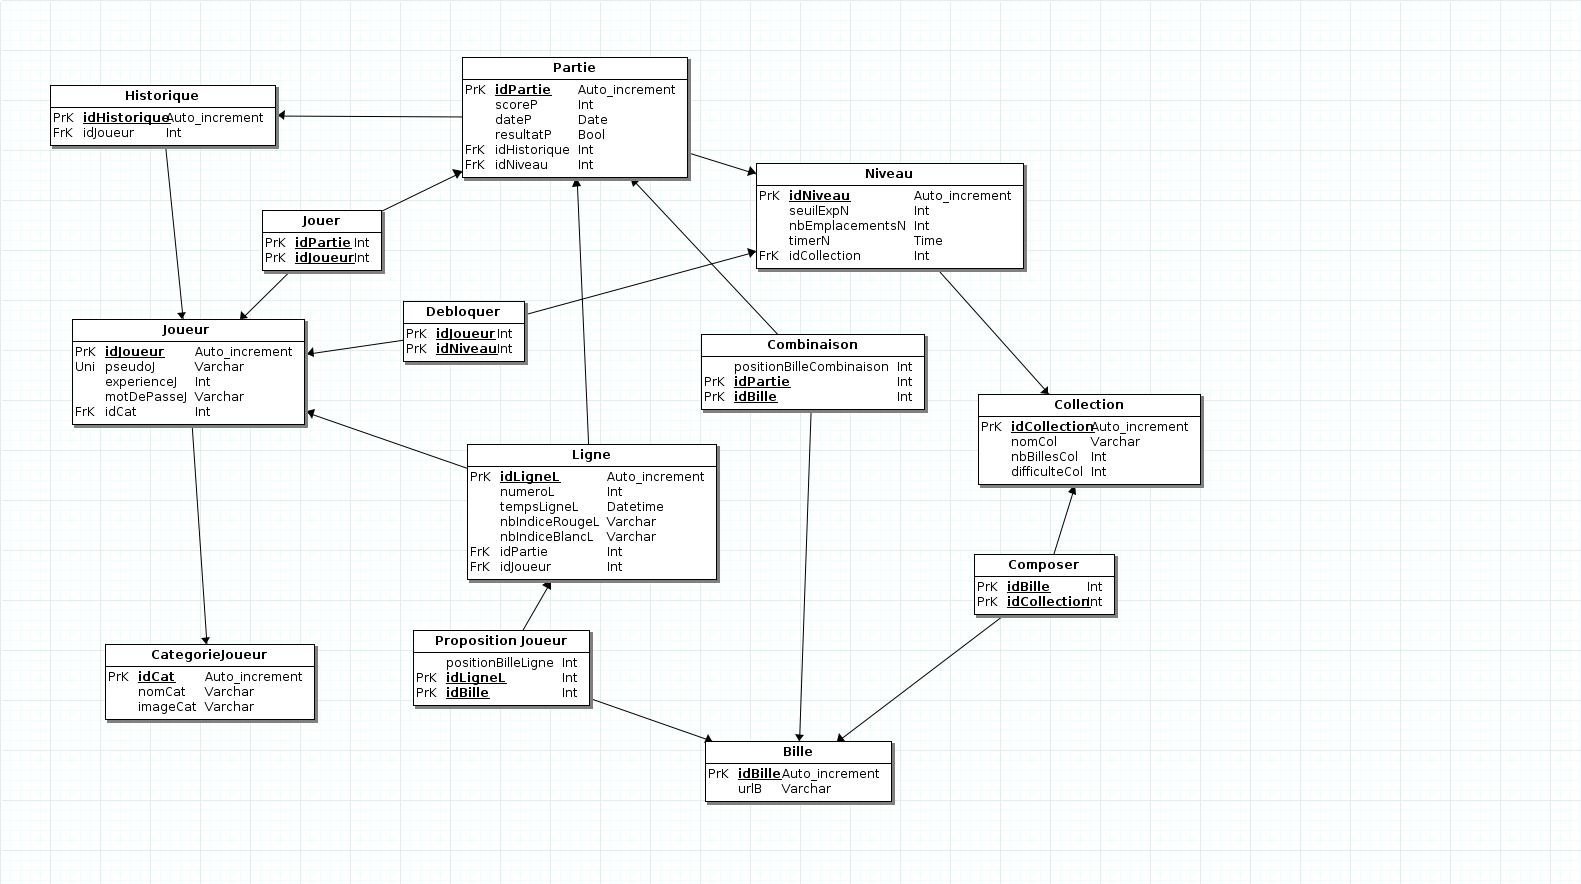 Partie
PrK idPartie Auto_increment
scoreP Int
dateP Date
resultatP Bool
FrK idHistorique Int
FrK idNiveau Int
Historique
PrK idHistorique Auto_increment
FrK idJoueur Int
Niveau
PrK idNiveau Auto_increment
seuilExpN Int
nbEmplacementsN Int
timerN Time
FrK idCollection Int
Jouer
PrK idPartie Int
PrK idJoueur Int
Debloquer
PrK idJoueur Int
PrK idNiveau Int
Joueur
PrK idJoueur Auto_increment
Uni pseudoJ Varchar
experienceJ Int
motDePasseJ Varchar
FrK idCat Int
Combinaison
positionBilleCombinaison Int
PrK idPartie Int
PrK idBille Int
Collection
PrK idCollection Auto_increment
nomCol Varchar
nbBillesCol Int
difficulteCol Int
Ligne
PrK idLigneL Auto_increment
numeroL Int
tempsLigneL Datetime
nbIndiceRougeL Varchar
nbIndiceBlancL Varchar
FrK idPartie Int
FrK idJoueur Int
Composer
PrK idBille Int
PrK idCollection Int
Proposition Joueur
positionBilleLigne Int
PrK idLigneL Int
PrK idBille Int
CategorieJoueur
PrK idCat Auto_increment
nomCat Varchar
imageCat Varchar
Bille
PrK idBille Auto_increment
urlB Varchar